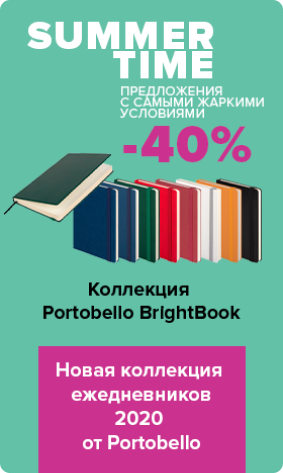 SUMMER
TIME
ПРЕДЛОЖЕНИЯ
С САМЫМИ ЖАРКИМИ
УСЛОВИЯМИ
-40%
Коллекция
Portobello BrightBook
Новая коллекция
ежедневников
2020
от Portobello